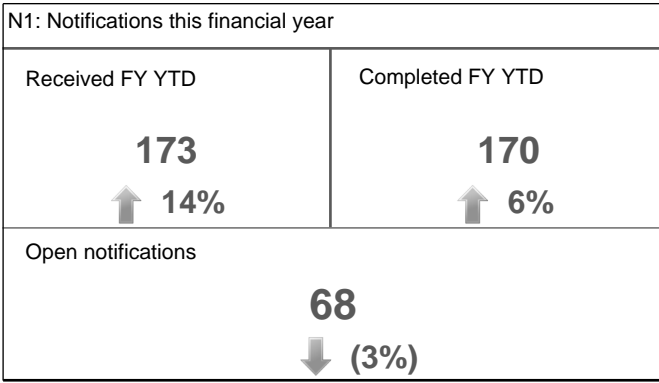 N1: Notifications this financial year
Received FY YTD
173
14%
Completed FY YTD
170
6%
Open notifications
68
(3%)